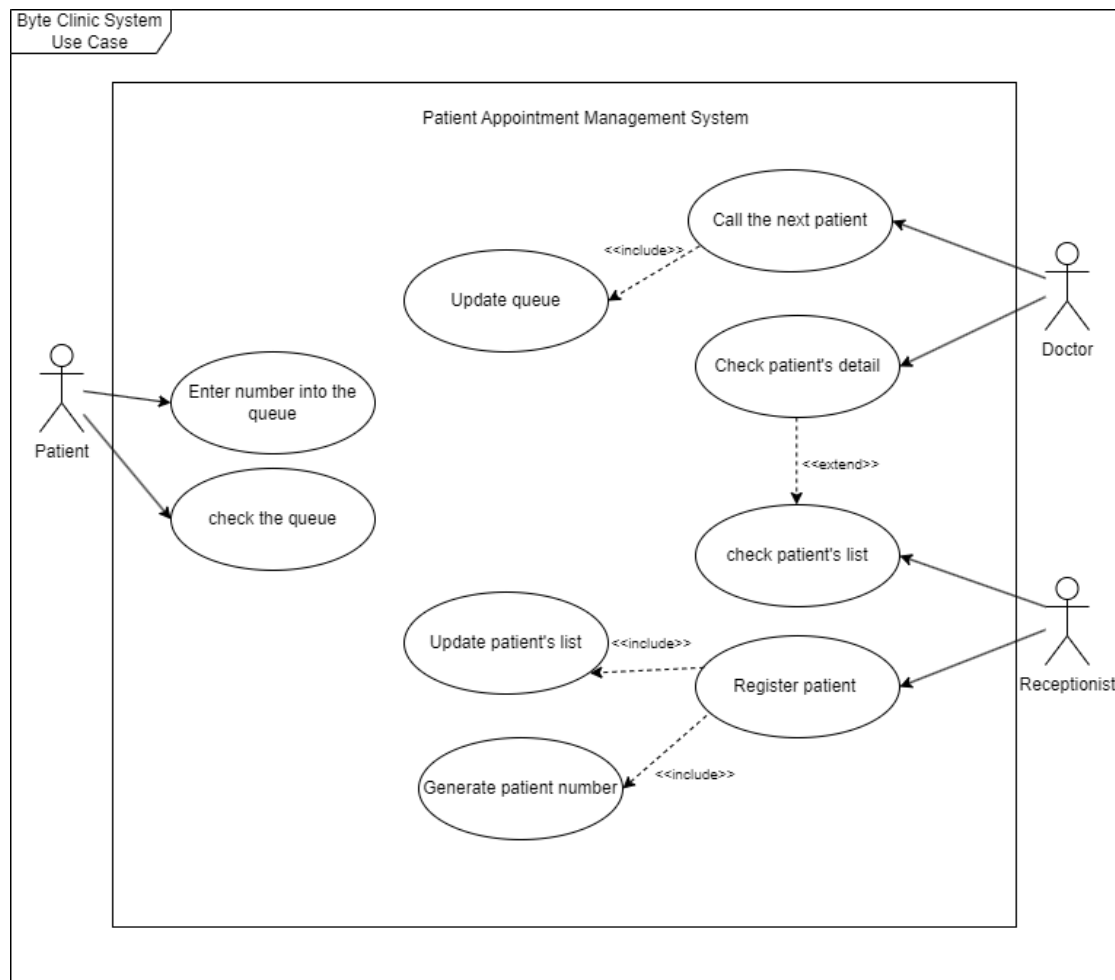 Byte Clinic System
Use Case
Patient Appointment Management System
Call the next patient
<<include>>
Update queue
Doctor
Check patient's detail
Enter number into the
queue
Patient
<<extend>>
check the queue
check patient's list
Update patient's list
<<include>>
Register patient
Receptionist
<<include>>
Generate patient number